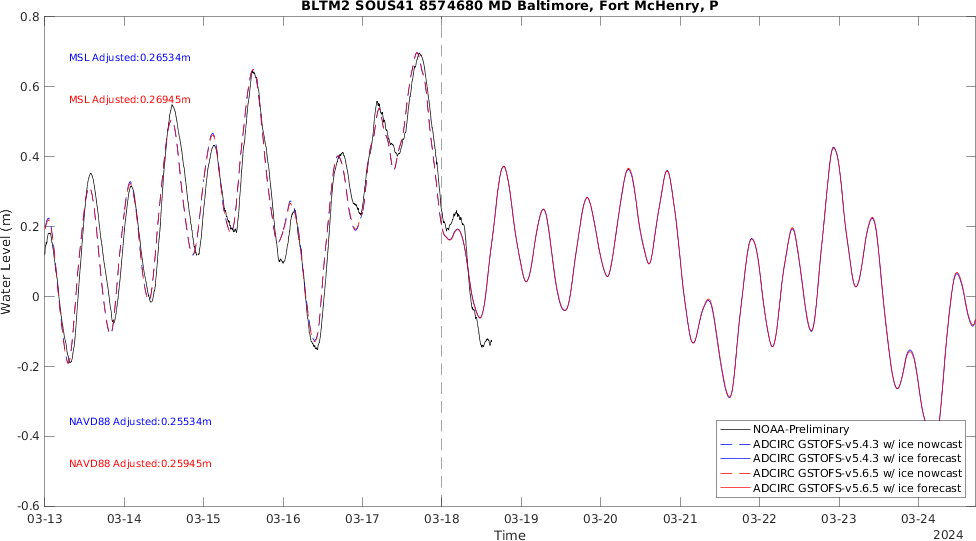 BLTM2 SOUS41 8574680 MD Baltimore, Fort McHenry, P
0.8
0.6
0.4
0.2
0
-0.2
-0.4
-0.6
Water Level (m)
MSL Adjusted:0.26534m
MSL Adjusted:0.26945m
NAVD88 Adjusted:0.25534m
NAVD88 Adjusted:0.25945m
NOAA-Preliminary
ADCIRC GSTOFS-v5.4.3 w/ ice nowcast
ADCIRC GSTOFS-v5.4.3 w/ ice forecast
ADCIRC GSTOFS-v5.6.5 w/ ice nowcast
ADCIRC GSTOFS-v5.6.5 w/ ice forecast
03-13 03-14 03-15 03-16 03-17 03-18 03-19 03-20 03-21 03-22 03-23 03-24
Time
2024